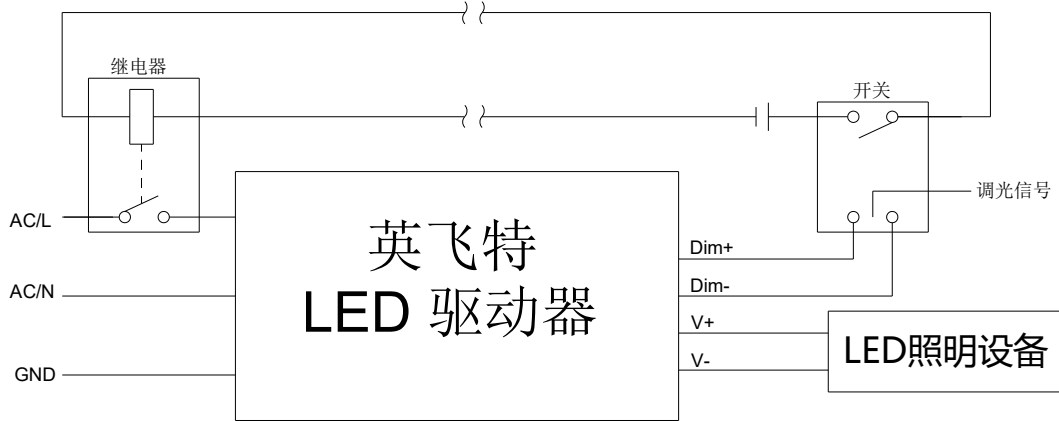 继电器
开关
调光信号
AC/L
英飞特
LED 驱动器
Dim+
AC/N
Dim-
V+
LED照明设备
V-
GND